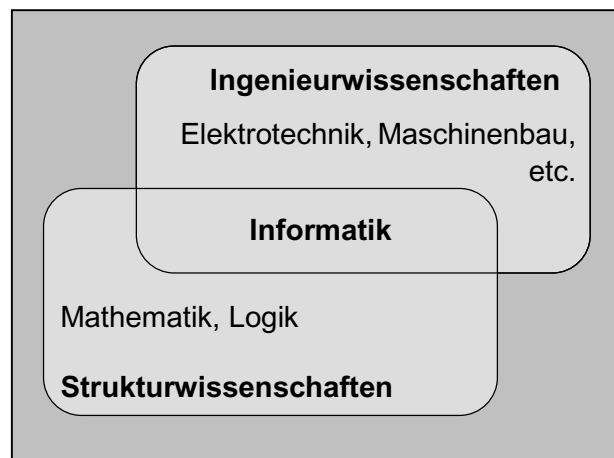 Ingenieurwissenschaften
Elektrotechnik, Maschinenbau,
etc.
Informatik
Mathematik, Logik
Strukturwissenschaften